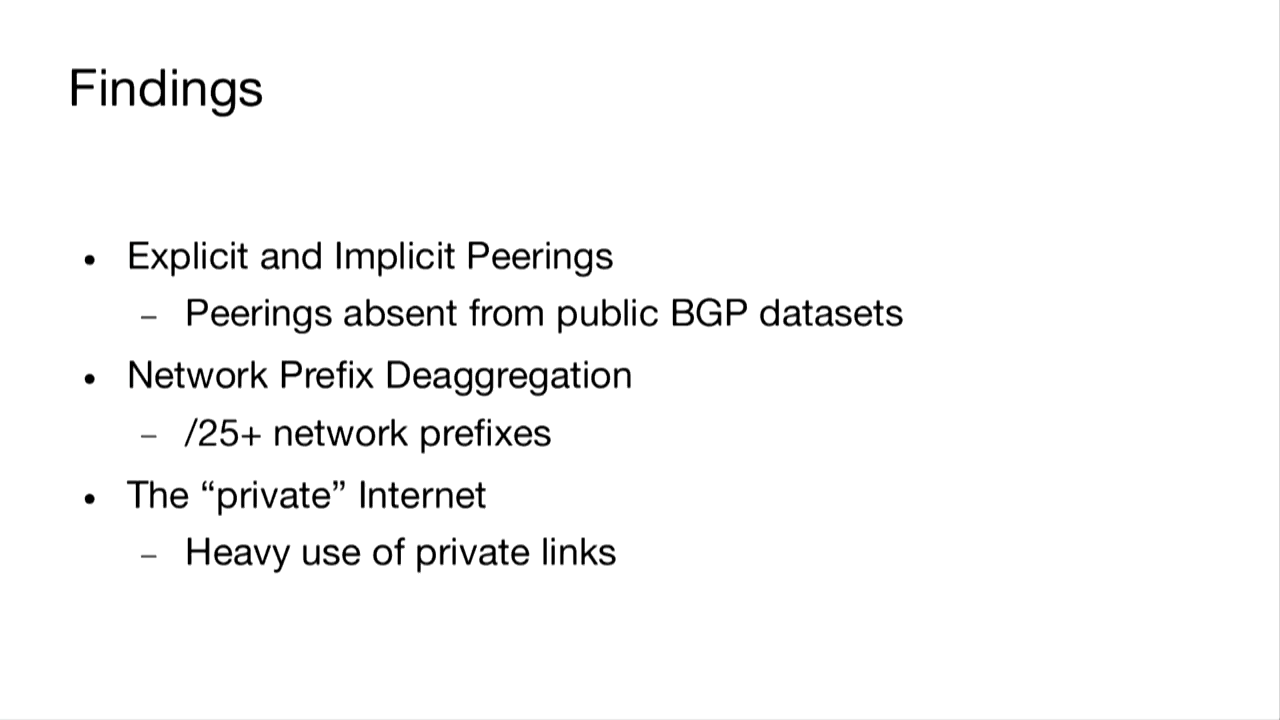 Findings
• Explicit and Implicit Peerings
– Peerings absent from public BGP datasets
• Network Prefix Deaggregation
– /25+ network prefixes
• The “private” Internet
– Heavy use of private links